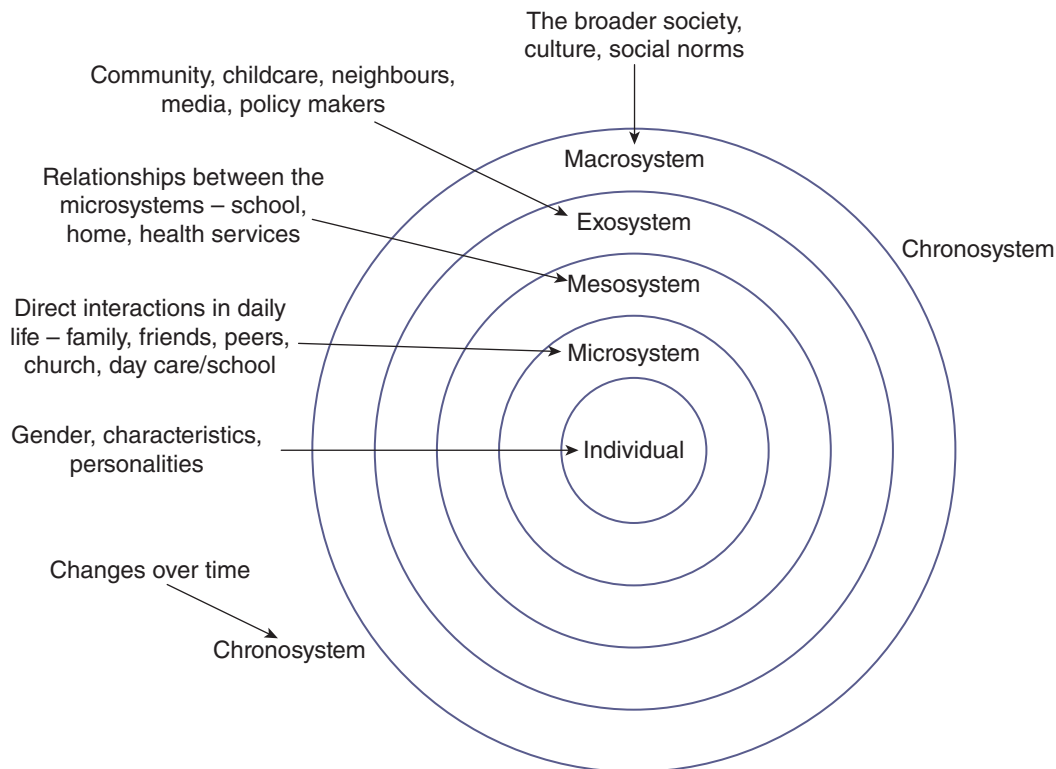 The broader society,
culture, social norms
Community, childcare, neighbours,
media, policy makers
Macrosystem
Relationships between the
microsystems – school,
home, health services
Exosystem
Chronosystem
Mesosystem
Direct interactions in daily
life – family, friends, peers,
church, day care/school
Microsystem
Gender, characteristics,
personalities
Individual
Changes over time
Chronosystem